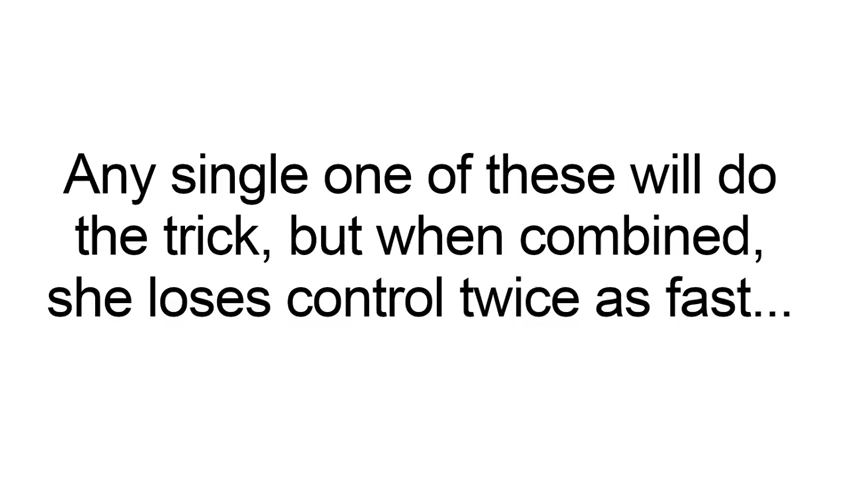 Any single one of these will do
the trick, but when combined,
she loses control twice as fast...